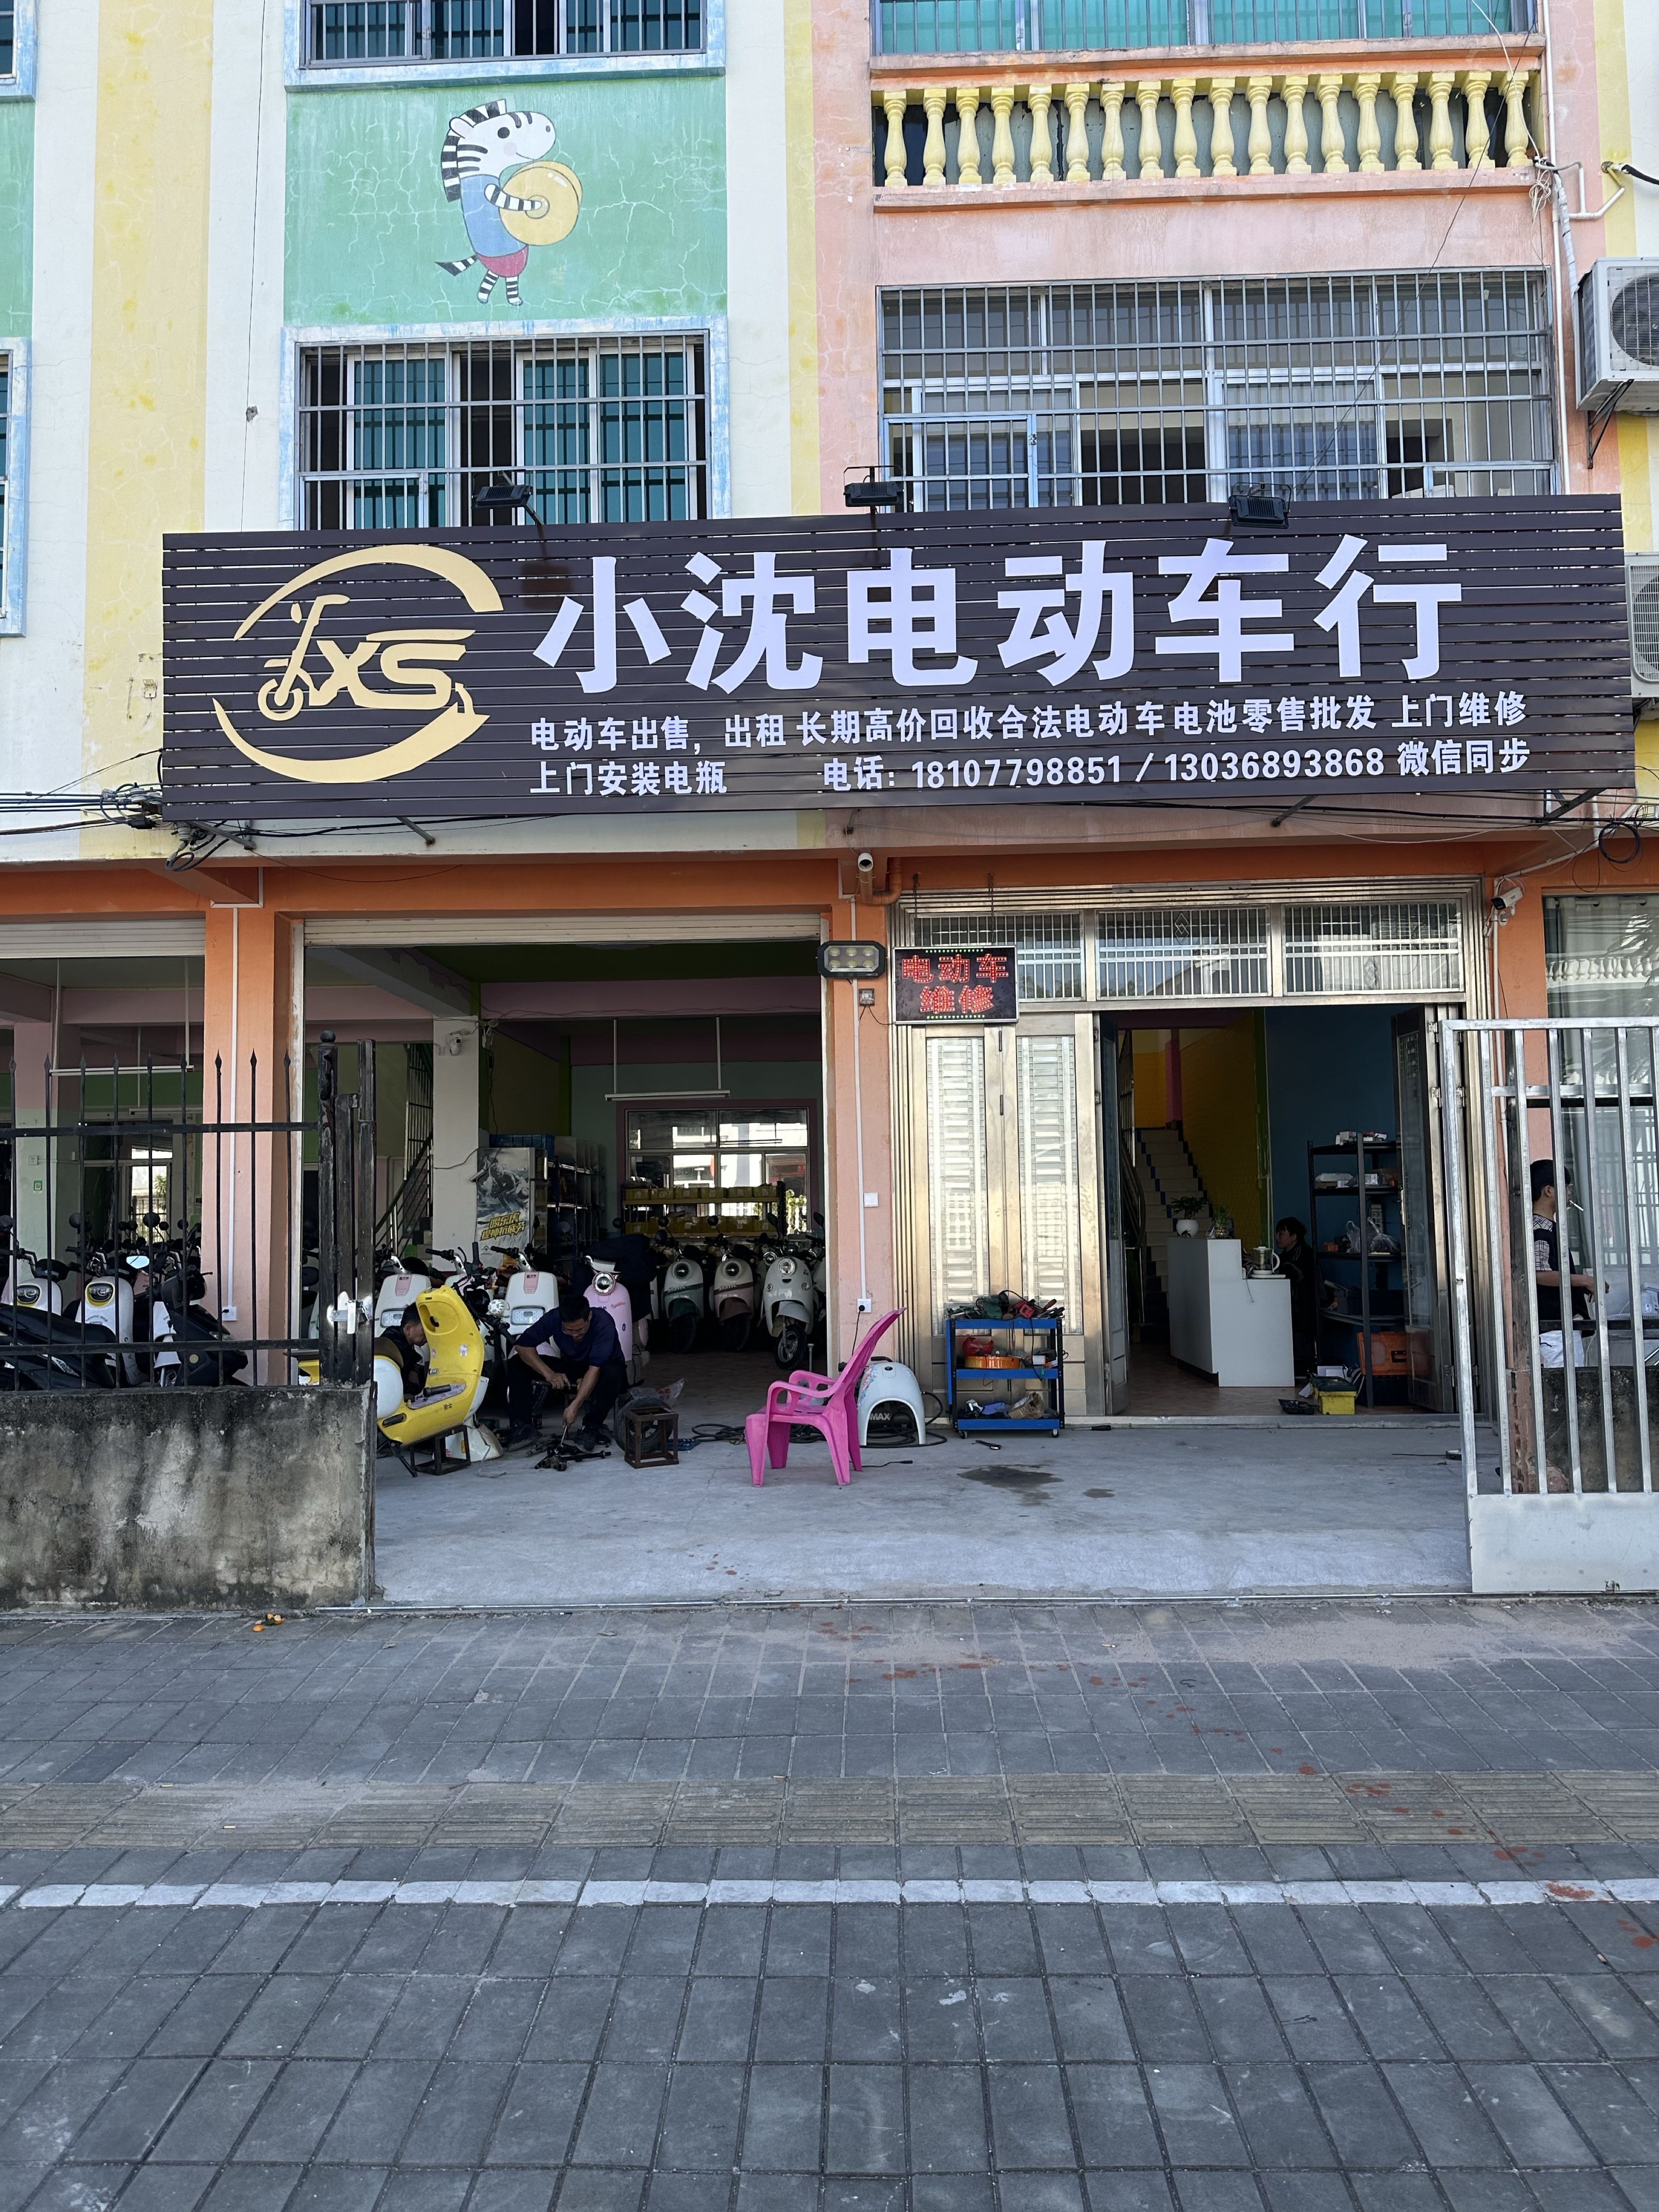 XS
小沈电动车行
电动车出售，出租 长期高价回收合法电动车电池零售批发 上门维修
上门安装电瓶 电话：18107798851 / 13036893868 微信同步
电动车
维修
MAX